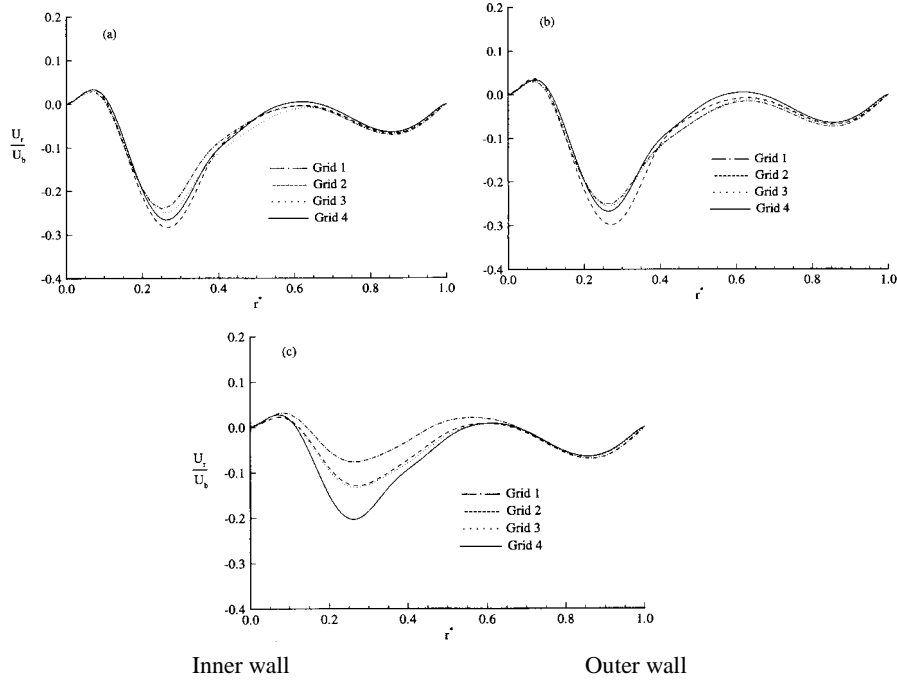 0.2
(a)
0.1
0.0
U_r
U_b
-0.1
Grid 1
-0.2
Grid 2
Grid 3
-0.3
Grid 4
-0.4
0.0 0.2 0.4 0.6 0.8 1.0
r*
0.2
(b)
0.1
0.0
-0.1
Grid 1
-0.2
Grid 2
Grid 3
-0.3
Grid 4
-0.4
0.0 0.2 0.4 0.6 0.8 1.0
r*
0.2
(c)
0.1
0.0
U_r
U_b
-0.1
Grid 1
Grid 2
-0.2
Grid 3
Grid 4
-0.3
-0.4
0.0 0.2 0.4 0.6 0.8 1.0
r*
Inner wall Outer wall